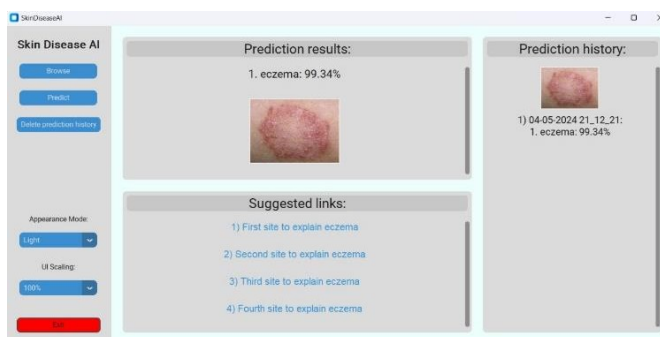 SkinDiseaseAI
Skin Disease AI
Browse
Predict
Delete prediction history
Appearance Mode:
Light
UI Scaling:
100%
Exit
Prediction results:
1. eczema: 99.34%
Suggested links:
1) First site to explain eczema
2) Second site to explain eczema
3) Third site to explain eczema
4) Fourth site to explain eczema
Prediction history:
1) 04-05-2024 21_12_21:
1. eczema: 99.34%